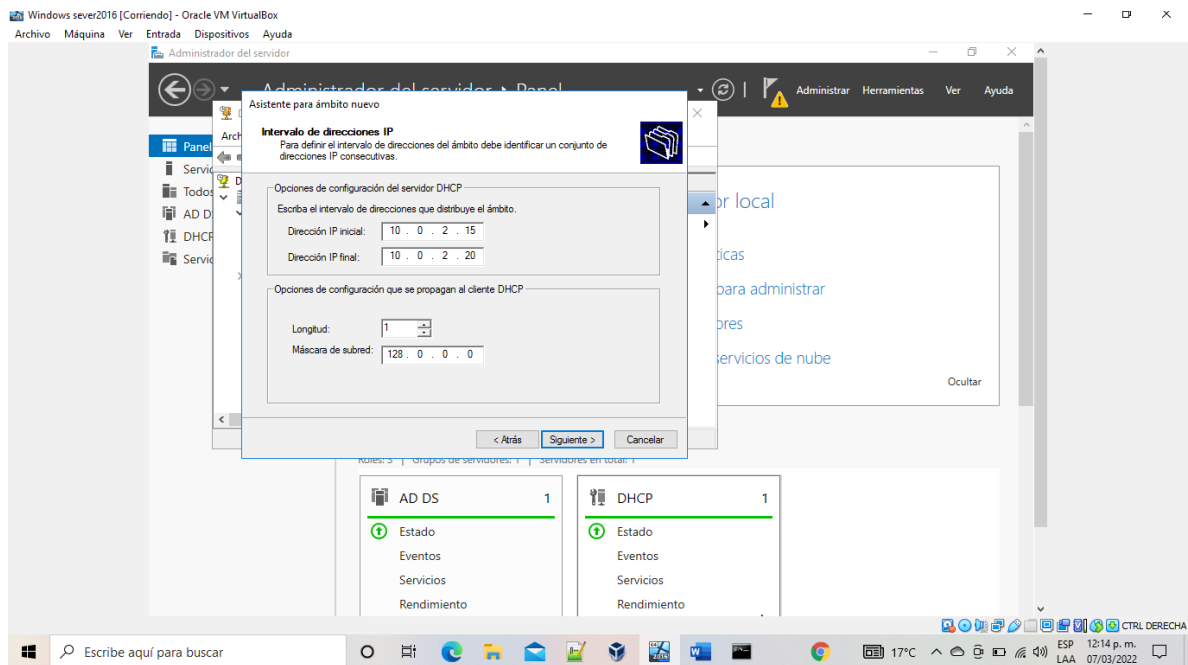 Windows sever2016 [Corriendo] - Oracle VM VirtualBox
Archivo Máquina Ver Entrada Dispositivos Ayuda
Administrador del servidor
Administrador del servidor Panel
Administrar Herramientas Ver Ayuda
Asistente para ámbito nuevo
Intervalo de direcciones IP
Para definir el intervalo de direcciones del ámbito debe identificar un conjunto de
direcciones IP consecutivas.
Arch
Panel
Servic
Todos
AD D
DHCP
Servic
D
Opciones de configuración del servidor DHCP
Escriba el intervalo de direcciones que distribuye el ámbito.
Dirección IP inicial: 10 . 0 . 2 . 15
Dirección IP final: 10 . 0 . 2 . 20
Opciones de configuración que se propagan al cliente DHCP
Longitud: 1
Máscara de subred: 128 . 0 . 0 . 0
< Atrás Siguiente > Cancelar
or local
ticas
para administrar
ores
servicios de nube
Ocultar
Roles: 3 | Grupos de servidores: 1 | Servidores en total: 1
AD DS 1
Estado
Eventos
Servicios
Rendimiento
DHCP 1
Estado
Eventos
Servicios
Rendimiento
CTRL DERECHA
Escribe aquí para buscar
17°C
ESP
LAA
12:14 p. m.
07/03/2022